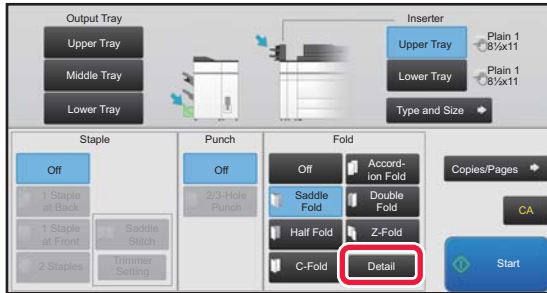 Output Tray
Inserter
Upper Tray
Middle Tray
Lower Tray
Upper Tray
Plain 1
8½x11
Lower Tray
Plain 1
8½x11
Type and Size
Staple
Punch
Fold
Off
1 Staple
at Back
1 Staple
at Front
2 Staples
Saddle
Stitch
Trimmer
Setting
Off
2/3-Hole
Punch
Off
Accord-
ion Fold
Saddle
Fold
Double
Fold
Half Fold
Z-Fold
C-Fold
Detail
Copies/Pages
CA
Start